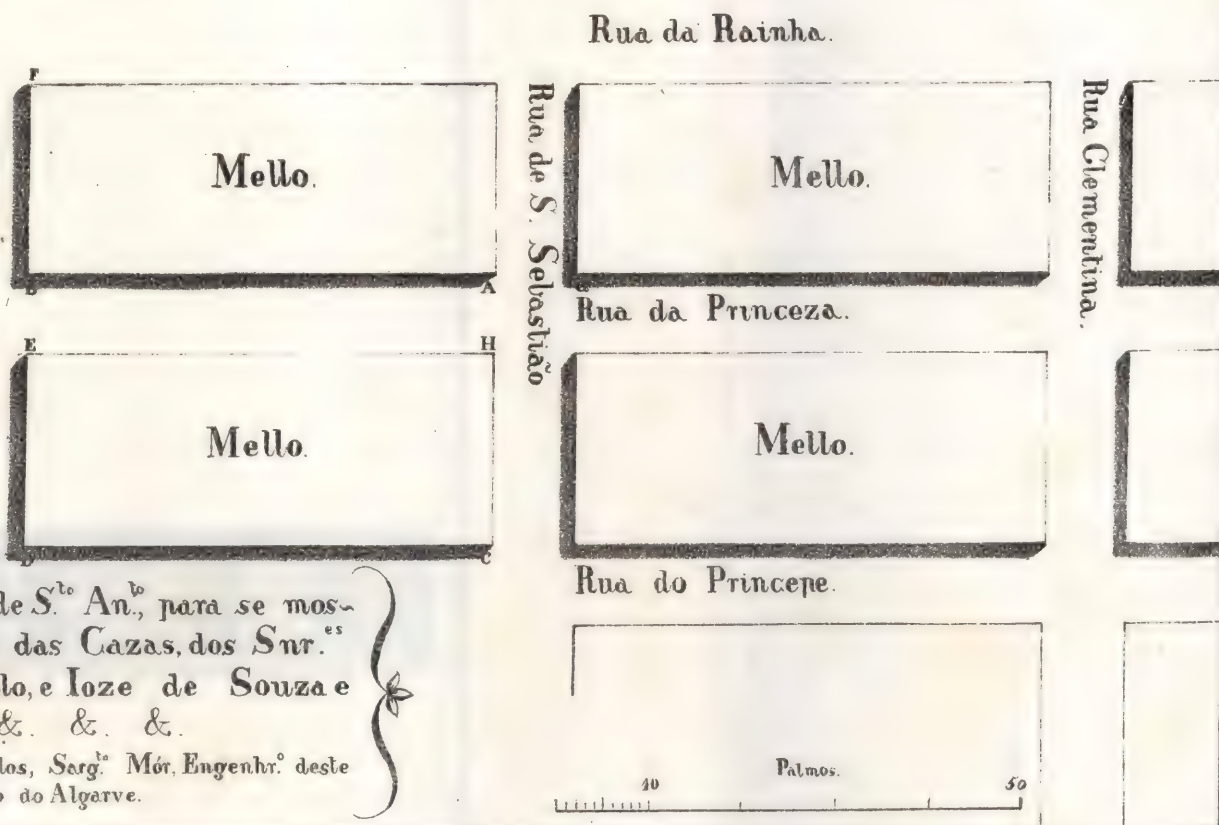 Rua da Rainha.
F
Mello.
Rua de S. Sebastião
Mello.
Rua Clementina.
A
G
Rua da Princeza.
E
H
Mello.
Mello.
D
C
Rua do Princepe.
de S.to An.to, para se mos~
das Cazas, dos Snr.es
lo, e Ioze de Souza e
&. &. &.
los, Sarg.to Mór, Engenhr.o deste
do Algarve.
Palmos.
10
50